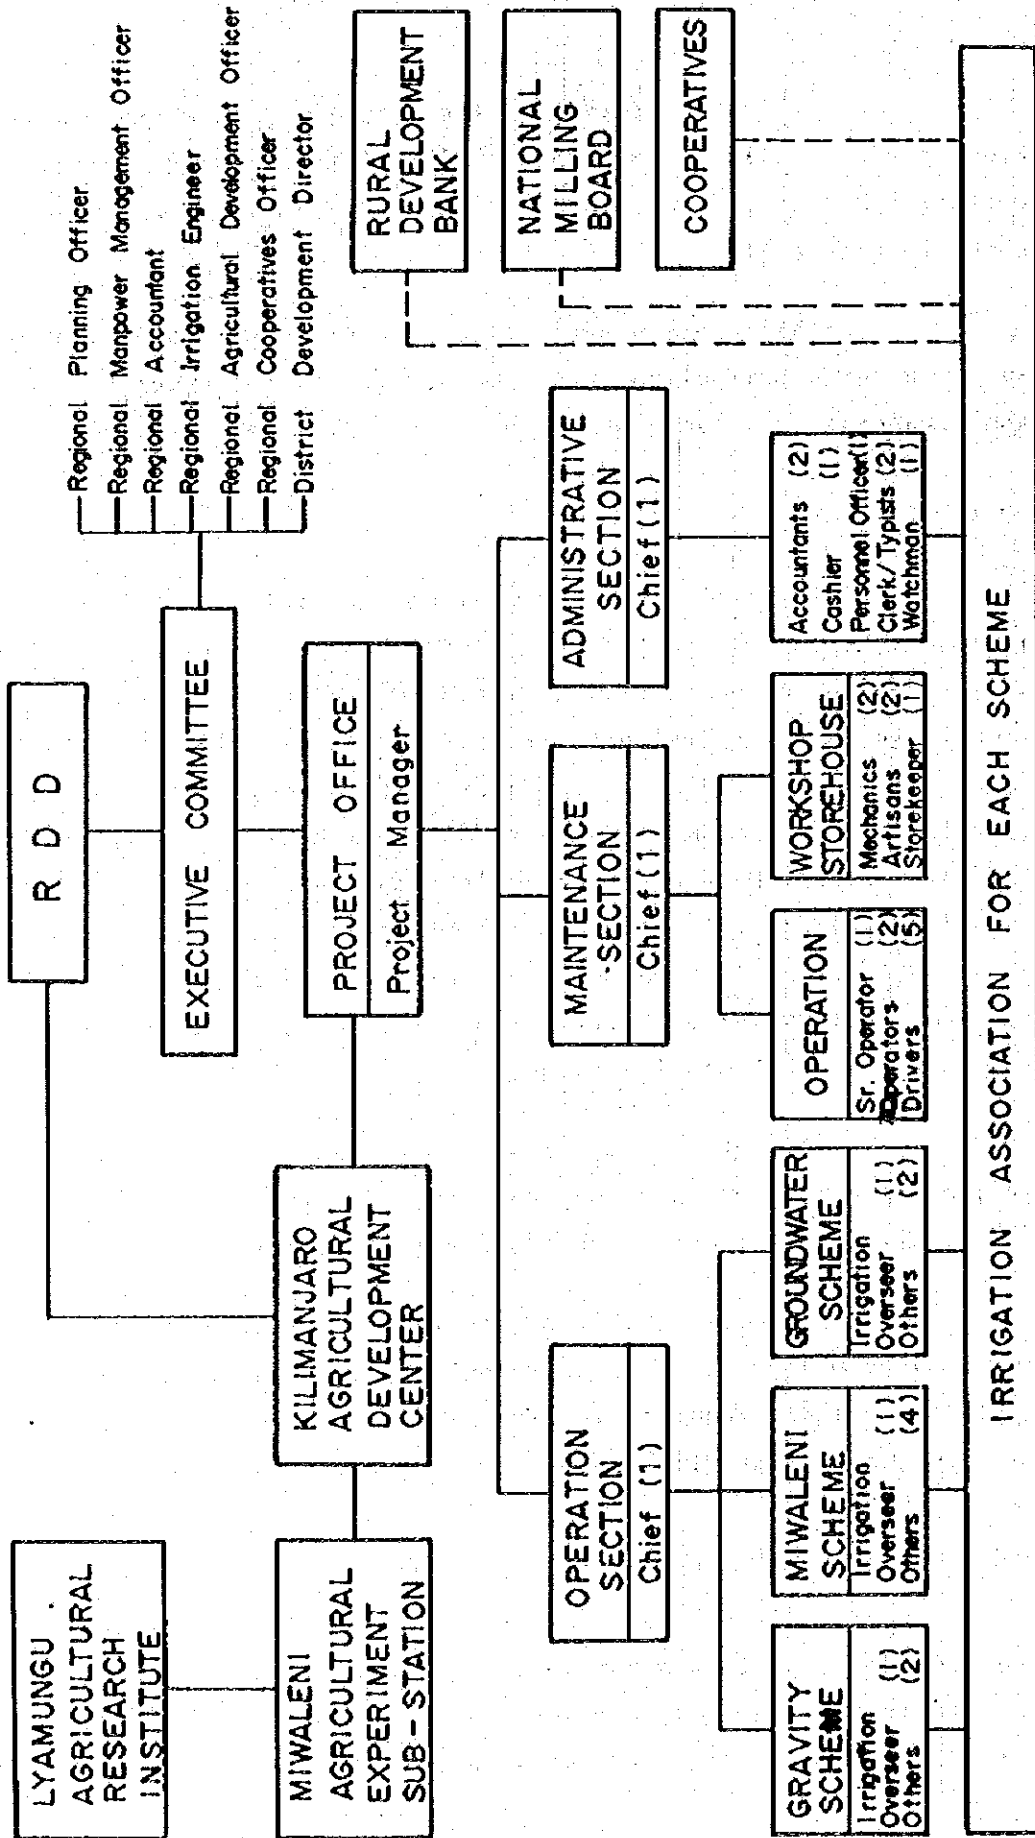 R D D
LYAMUNGU
AGRICULTURAL
RESEARCH
INSTITUTE
EXECUTIVE COMMITTEE
Regional Planning Officer
Regional Manpower Management Officer
Regional Accountant
Regional Irrigation Engineer
Regional Agricultural Development Officer
Regional Cooperatives Officer
District Development Director
MIWALENI
AGRICULTURAL
EXPERIMENT
SUB-STATION
KILIMANJARO
AGRICULTURAL
DEVELOPMENT
CENTER
PROJECT OFFICE
Project Manager
RURAL
DEVELOPMENT
BANK
NATIONAL
MILLING
BOARD
COOPERATIVES
OPERATION
SECTION
Chief (1)
MAINTENANCE
SECTION
Chief (1)
ADMINISTRATIVE
SECTION
Chief (1)
GRAVITY
SCHEME
Irrigation
Overseer (1)
Others (2)
MIWALENI
SCHEME
Irrigation
Overseer (1)
Others (4)
GROUNDWATER
SCHEME
Irrigation
Overseer (1)
Others (2)
OPERATION
Sr. Operator (1)
Operators (2)
Drivers (5)
WORKSHOP
STOREHOUSE
Mechanics (2)
Artisans (2)
Storekeeper (1)
Accountants (2)
Cashier (1)
Personnel Officer (1)
Clerk/Typists (2)
Watchman (1)
IRRIGATION ASSOCIATION FOR EACH SCHEME